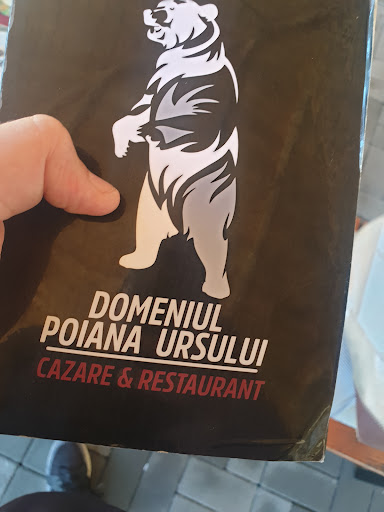 DOMENIUL
POIANA URSULUI
CAZARE & RESTAURANT